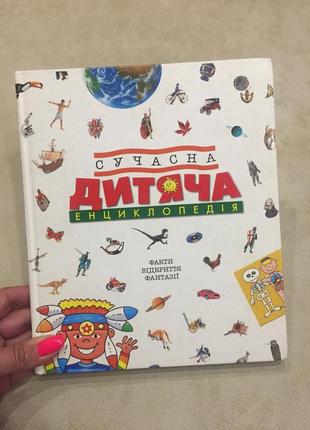 СУЧАСНА
ДИТЯЧА
ЕНЦИКЛОПЕДІЯ
ФАКТИ
ВІДКРИТТЯ
ФАНТАЗІЇ